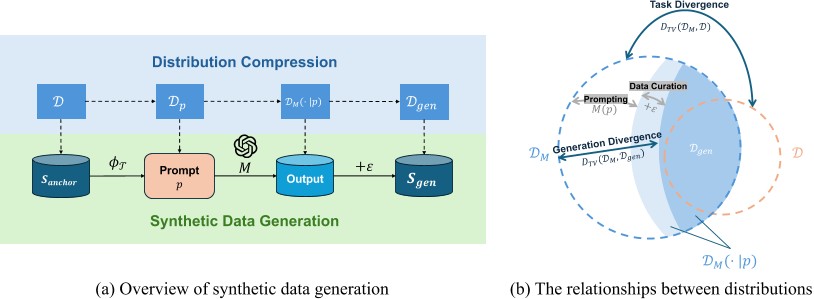 Distribution Compression
𝒟
𝒟ₚ
𝒟_M(· |p)
𝒟_gen
S_anchor
ϕ_𝒯
Prompt
p
M
Output
+ε
S_gen
Synthetic Data Generation
(a) Overview of synthetic data generation
Task Divergence
D_TV(𝒟_M, 𝒟)
Data Curation
+ε
Prompting
M(p)
Generation Divergence
D_TV(𝒟_M, 𝒟_gen)
𝒟_M
𝒟_gen
𝒟
𝒟_M(· |p)
(b) The relationships between distributions